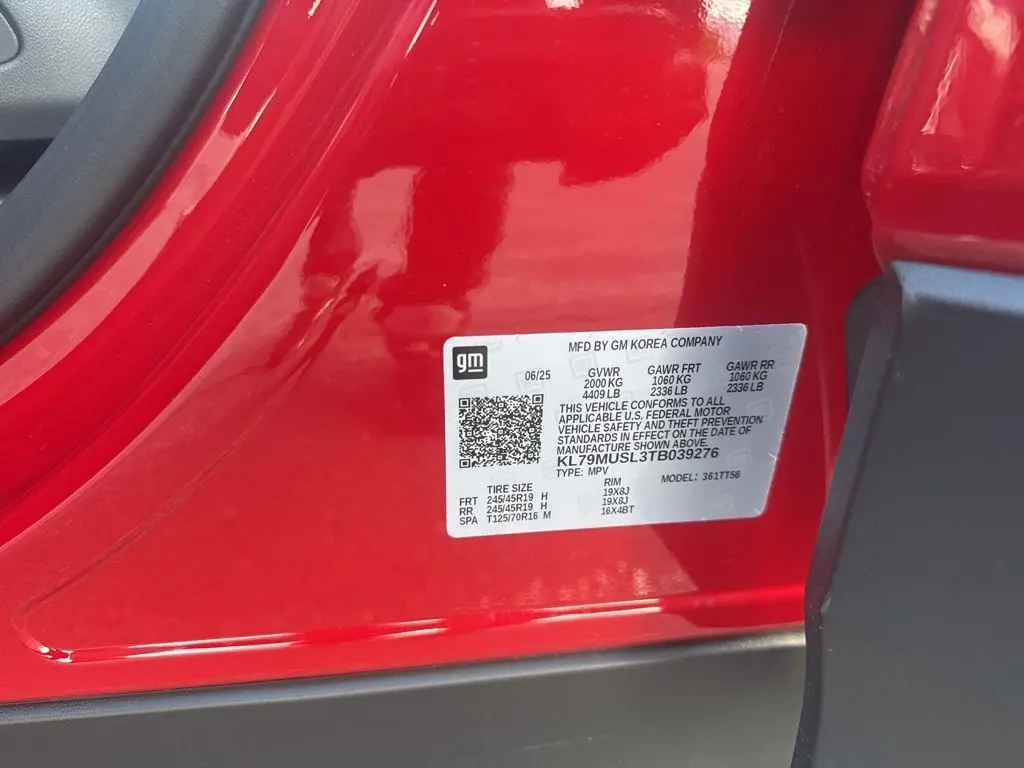 gm
MFD BY GM KOREA COMPANY
06/25 GVWR GAWR FRT GAWR RR
2000 KG 1060 KG 1060 KG
4409 LB 2336 LB 2336 LB
THIS VEHICLE CONFORMS TO ALL
APPLICABLE U.S. FEDERAL MOTOR
VEHICLE SAFETY AND THEFT PREVENTION
STANDARDS IN EFFECT ON THE DATE OF
MANUFACTURE SHOWN ABOVE.
KL79MUSL3TB039276
TYPE: MPV MODEL: 361TT56
TIRE SIZE RIM
FRT 245/45R19 H 19X8J
RR 245/45R19 H 19X8J
SPA T125/70R16 M 16X4BT